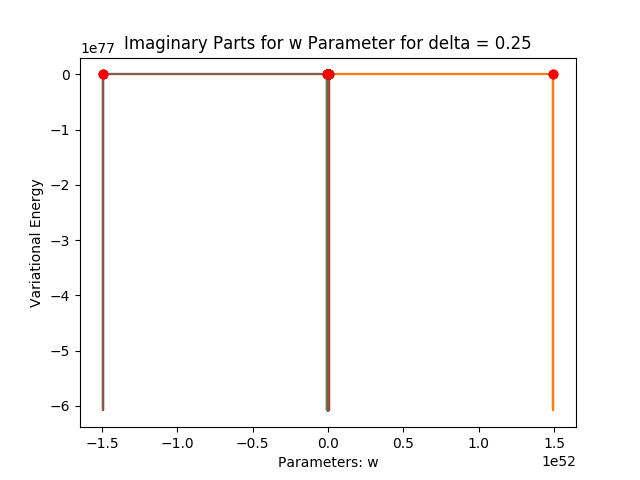 Imaginary Parts for w Parameter for delta = 0.25
1e77
0
−1
−2
−3
−4
−5
−6
Variational Energy
−1.5 −1.0 −0.5 0.0 0.5 1.0 1.5
1e52
Parameters: w